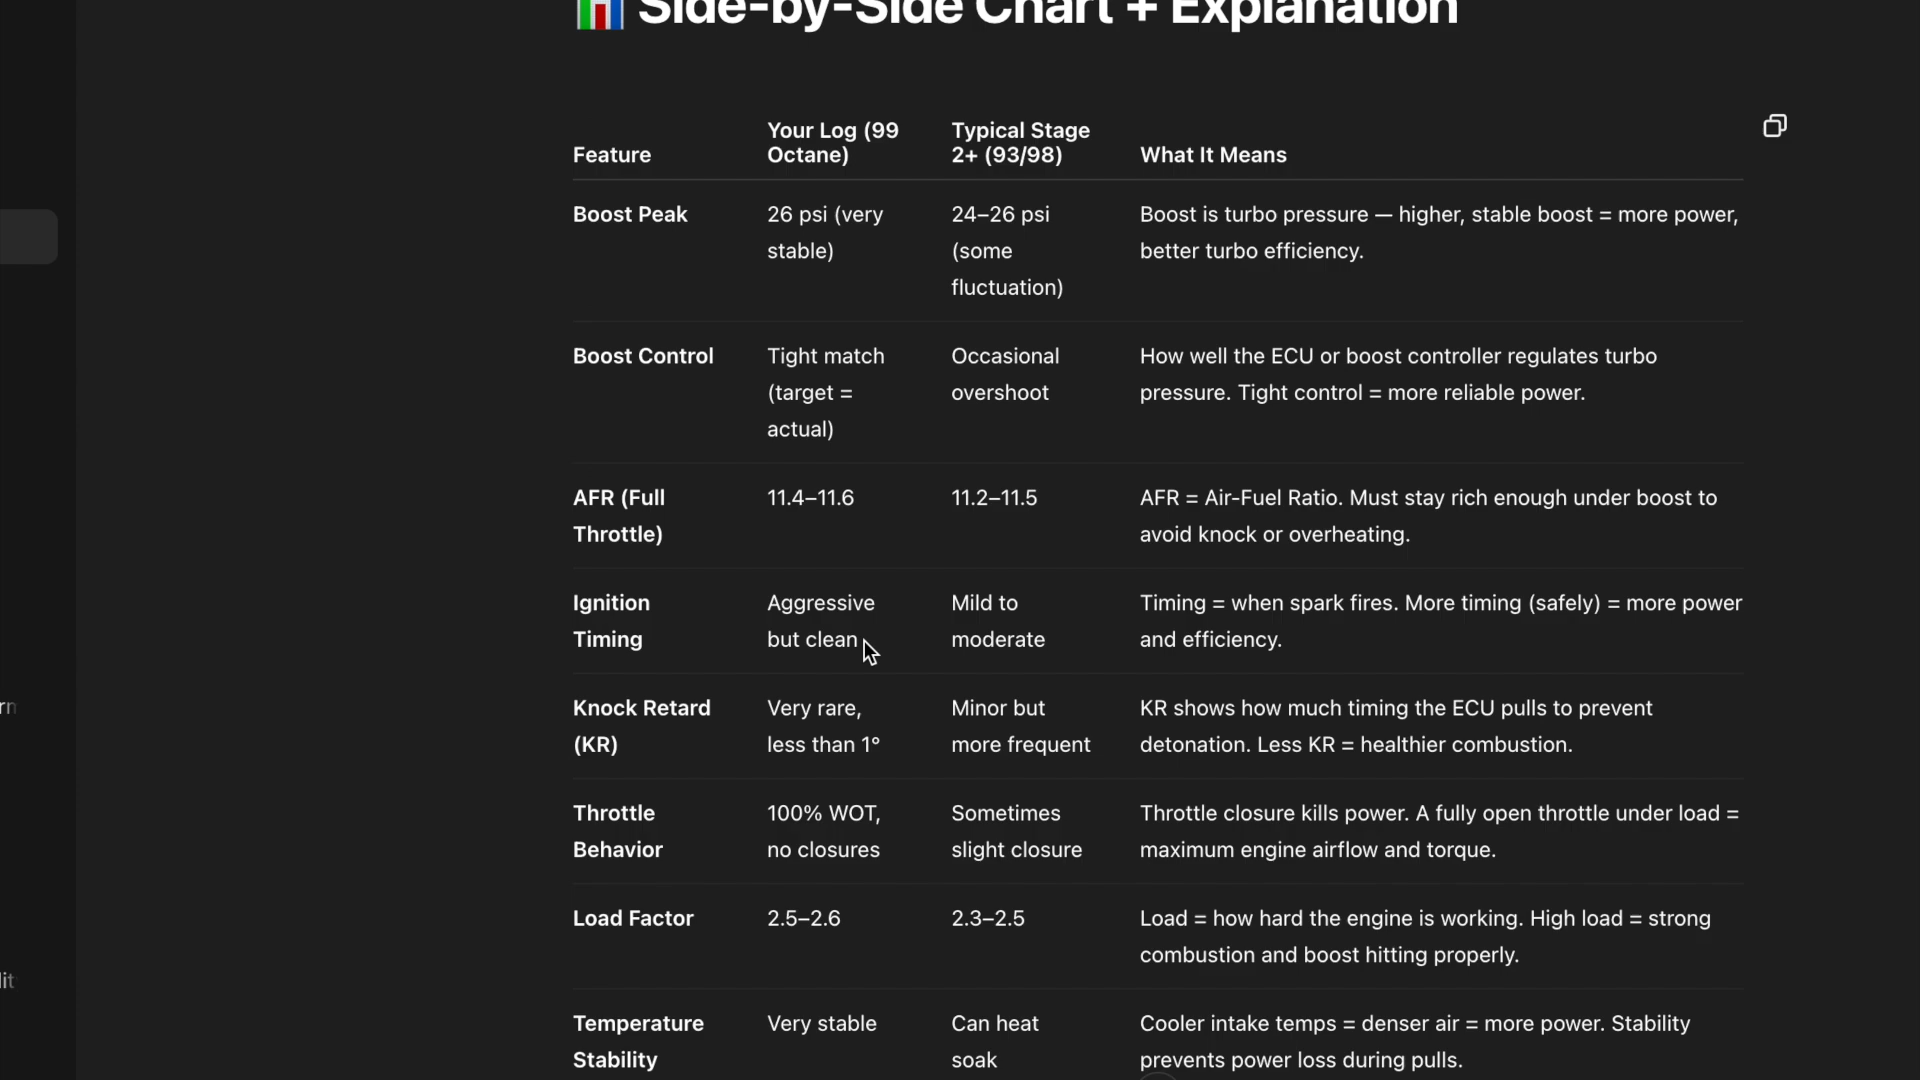 Side-by-Side Chart + Explanation
Feature
Your Log (99
Octane)
Typical Stage
2+ (93/98)
What It Means
Boost Peak
26 psi (very
stable)
24–26 psi
(some
fluctuation)
Boost is turbo pressure — higher, stable boost = more power,
better turbo efficiency.
Boost Control
Tight match
(target =
actual)
Occasional
overshoot
How well the ECU or boost controller regulates turbo
pressure. Tight control = more reliable power.
AFR (Full
Throttle)
11.4–11.6
11.2–11.5
AFR = Air-Fuel Ratio. Must stay rich enough under boost to
avoid knock or overheating.
Ignition
Timing
Aggressive
but clean
Mild to
moderate
Timing = when spark fires. More timing (safely) = more power
and efficiency.
Knock Retard
(KR)
Very rare,
less than 1°
Minor but
more frequent
KR shows how much timing the ECU pulls to prevent
detonation. Less KR = healthier combustion.
Throttle
Behavior
100% WOT,
no closures
Sometimes
slight closure
Throttle closure kills power. A fully open throttle under load =
maximum engine airflow and torque.
Load Factor
2.5–2.6
2.3–2.5
Load = how hard the engine is working. High load = strong
combustion and boost hitting properly.
Temperature
Stability
Very stable
Can heat
soak
Cooler intake temps = denser air = more power. Stability
prevents power loss during pulls.